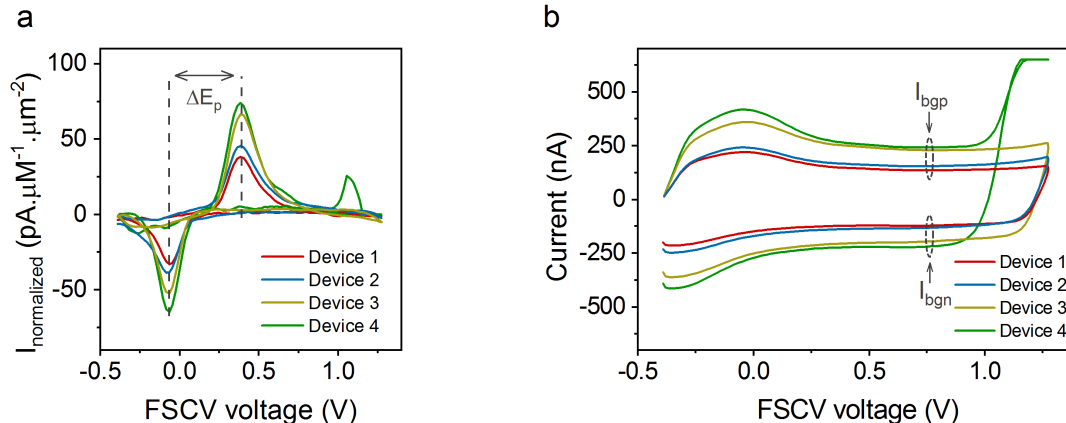 a
I_normalized (pA.μM⁻¹.μm⁻²)
100
50
0
-50
-0.5
0.0
0.5
1.0
FSCV voltage (V)
ΔE_p
Device 1
Device 2
Device 3
Device 4
b
Current (nA)
500
250
0
-250
-500
-0.5
0.0
0.5
1.0
FSCV voltage (V)
I_bgp
I_bgn
Device 1
Device 2
Device 3
Device 4